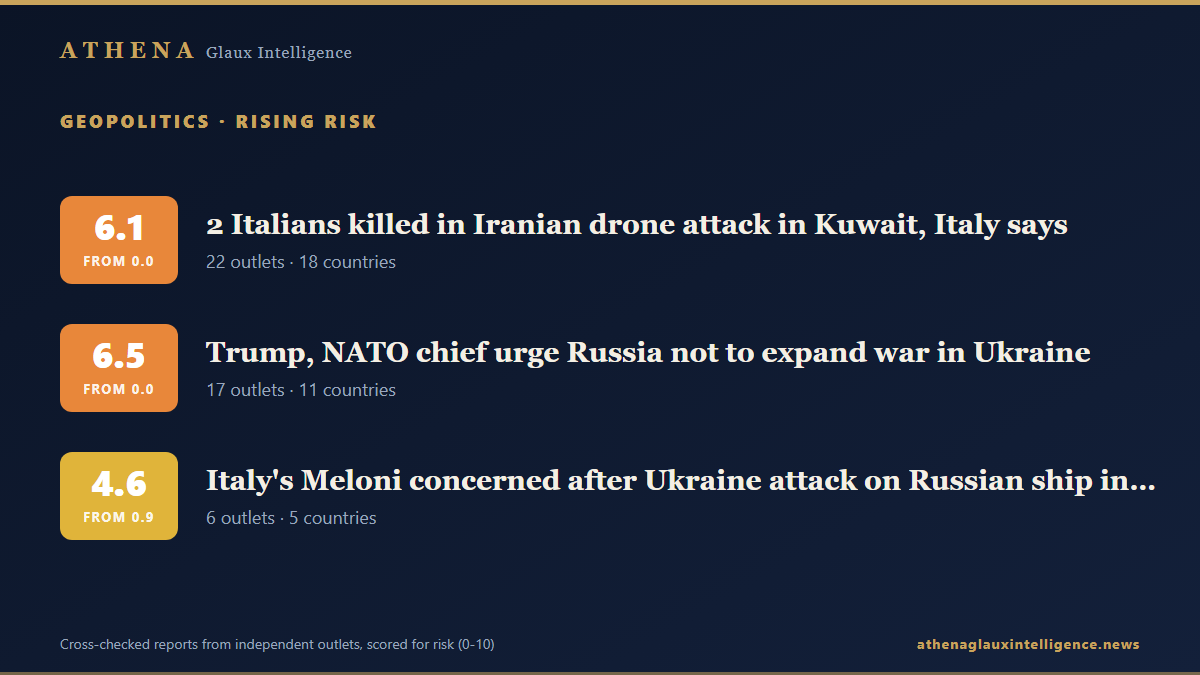 ATHENA Glaux Intelligence
GEOPOLITICS · RISING RISK
6.1
FROM 0.0
2 Italians killed in Iranian drone attack in Kuwait, Italy says
22 outlets · 18 countries
6.5
FROM 0.0
Trump, NATO chief urge Russia not to expand war in Ukraine
17 outlets · 11 countries
4.6
FROM 0.9
Italy's Meloni concerned after Ukraine attack on Russian ship in...
6 outlets · 5 countries
Cross-checked reports from independent outlets, scored for risk (0-10)
athenaglauxintelligence.news